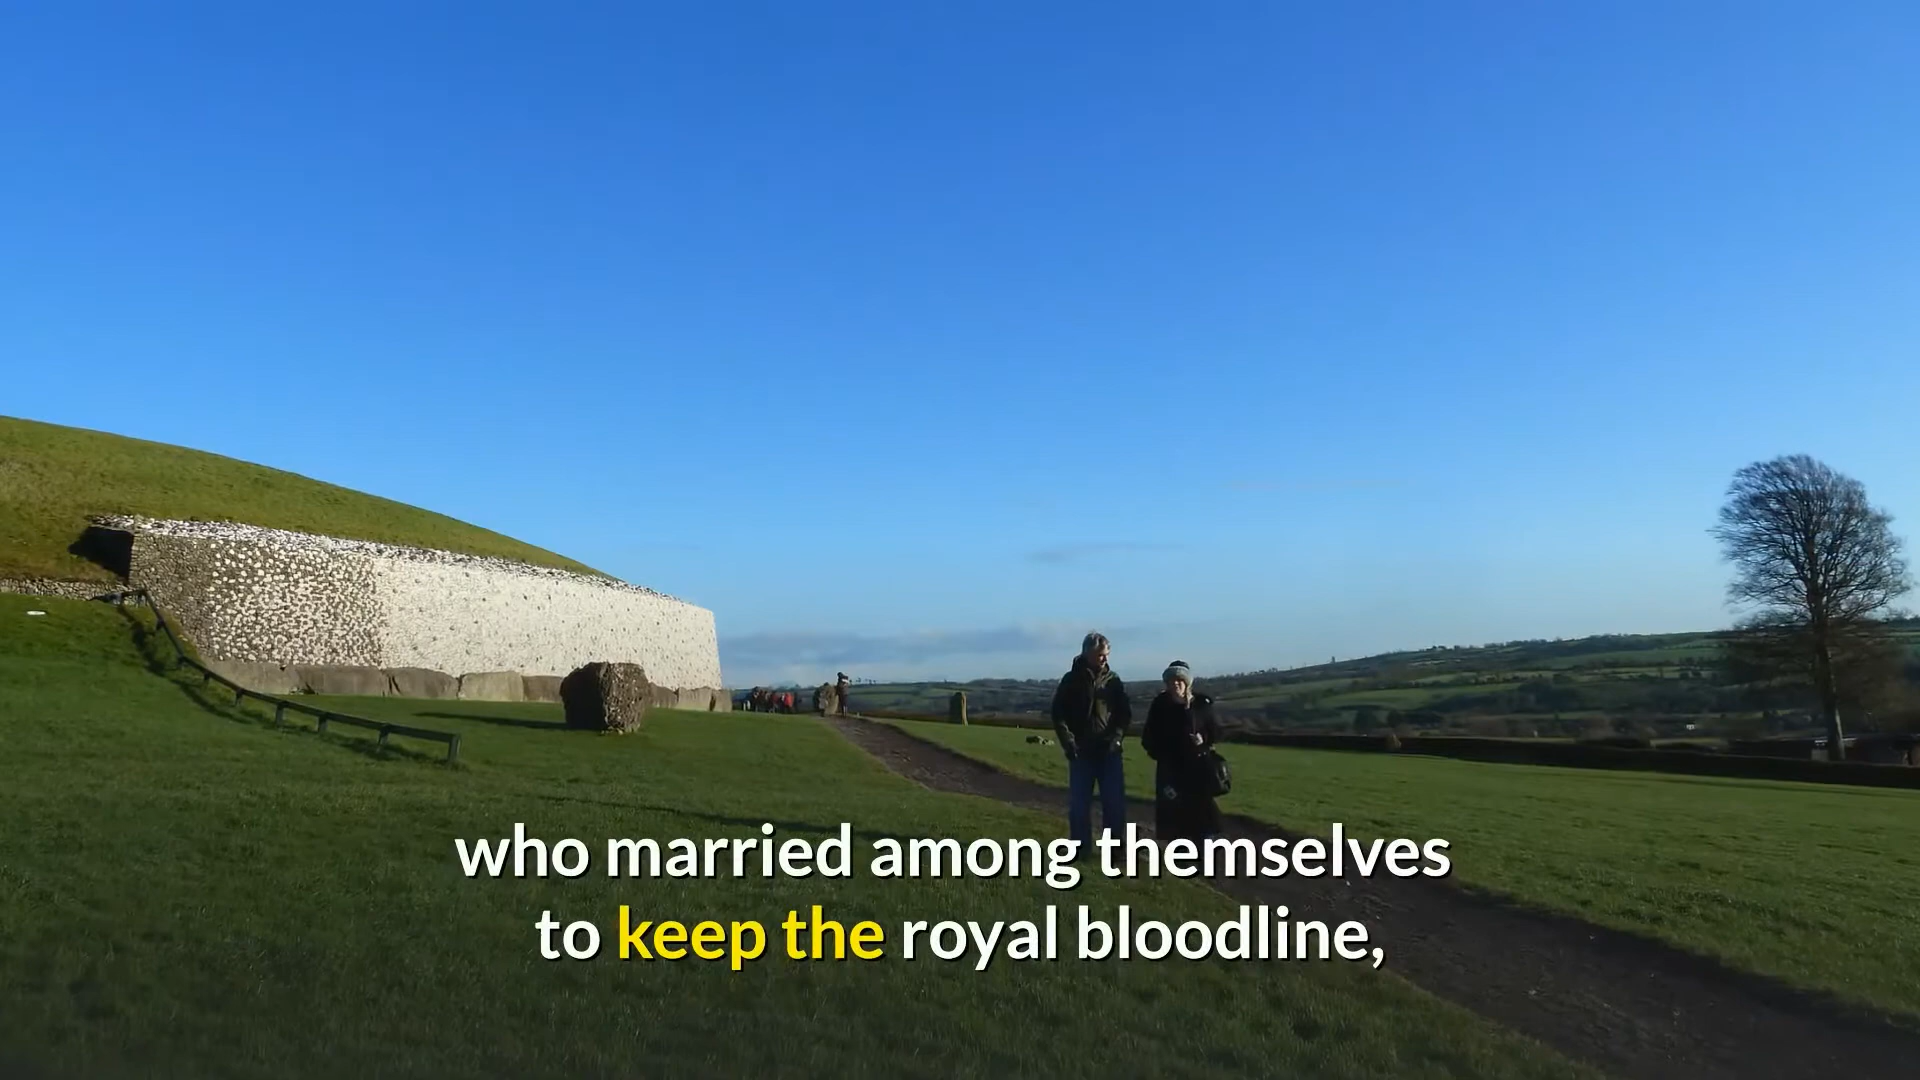 who married among themselves
to keep the royal bloodline,